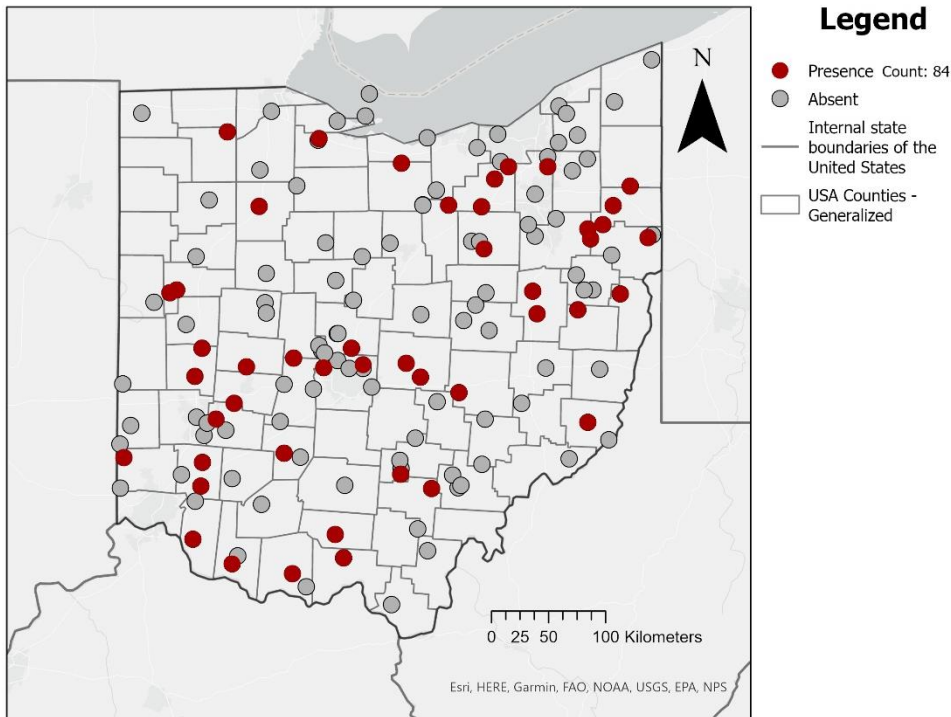 Legend
N
Presence Count: 84
Absent
Internal state
boundaries of the
United States
USA Counties -
Generalized
0 25 50 100 Kilometers
Esri, HERE, Garmin, FAO, NOAA, USGS, EPA, NPS